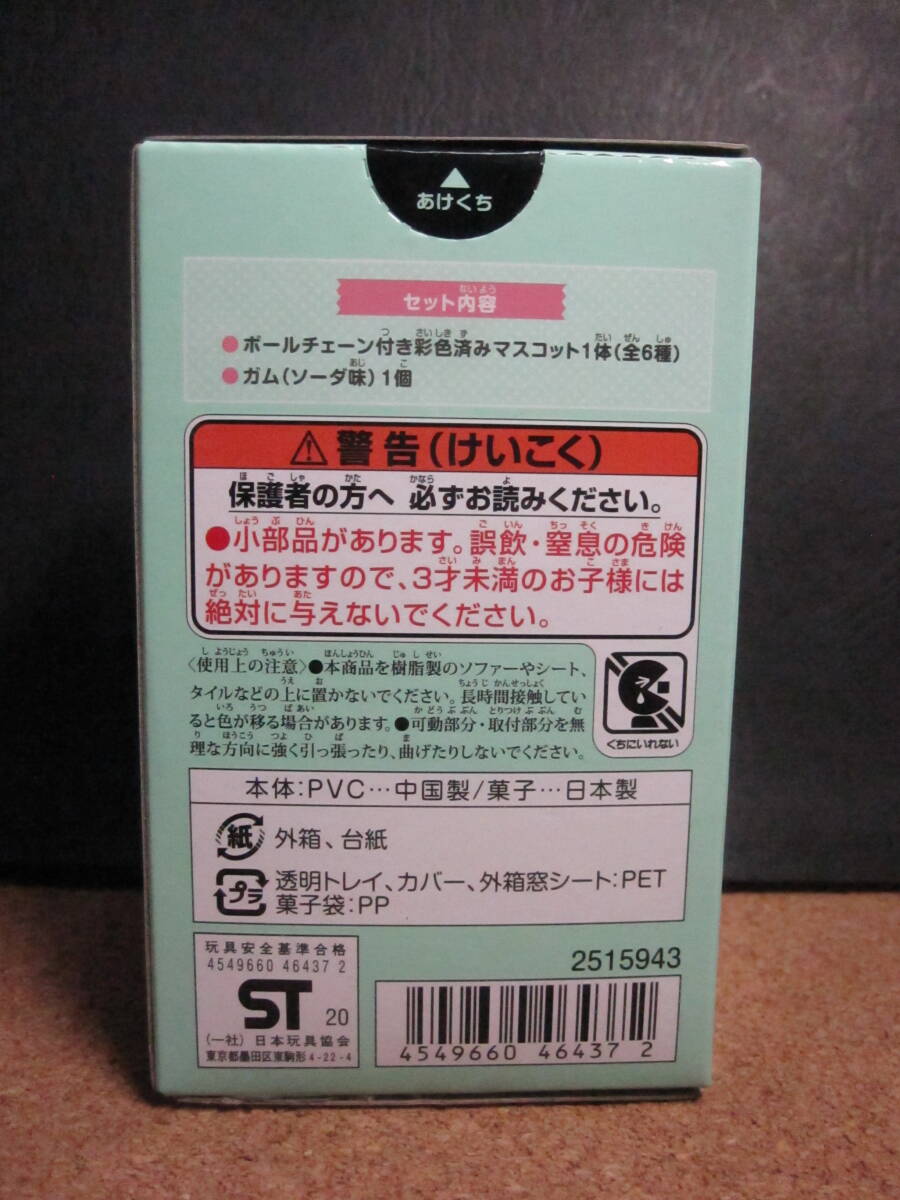 あけくち
セット内容
●ボールチェーン付き彩色済みマスコット1体(全6種)
●ガム(ソーダ味)1個
警告(けいこく)
保護者の方へ 必ずお読みください。
●小部品があります。誤飲・窒息の危険
がありますので、3才未満のお子様には
絶対に与えないでください。
〈使用上の注意〉●本商品を樹脂製のソファーやシート、
タイルなどの上に置かないでください。長時間接触してい
ると色が移る場合があります。●可動部分・取付部分を無
理な方向に強く引っ張ったり、曲げたりしないでください。
くちにいれない
本体:PVC…中国製/菓子…日本製
紙 外箱、台紙
プラ 透明トレイ、カバー、外箱窓シート:PET
菓子袋:PP
玩具安全基準合格
4549660 46437 2
ST 20
(一社)日本玩具協会
東京都墨田区東駒形4-22-4
2515943
4549660 464372